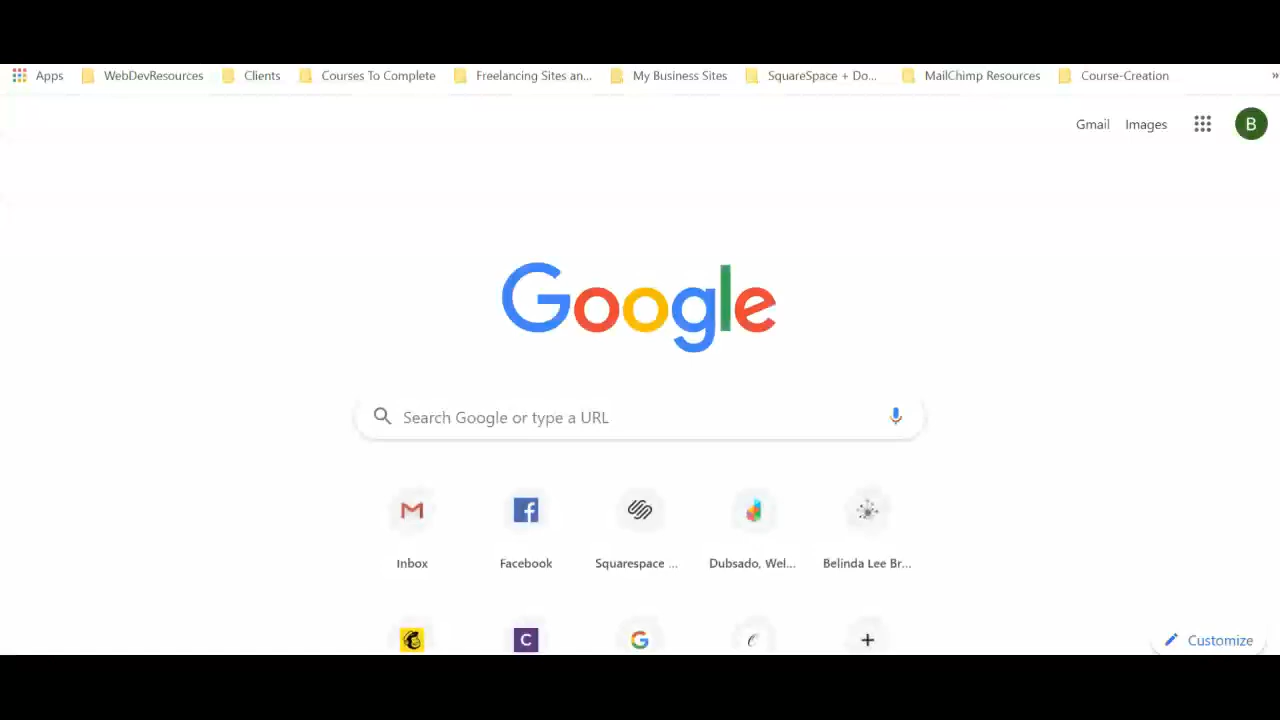 Apps WebDevResources Clients Courses To Complete Freelancing Sites an... My Business Sites SquareSpace + Do... MailChimp Resources Course-Creation »
Gmail Images B
Google
Search Google or type a URL
Inbox Facebook Squarespace ... Dubsado, Wel... Belinda Lee Br...
C G
Customize